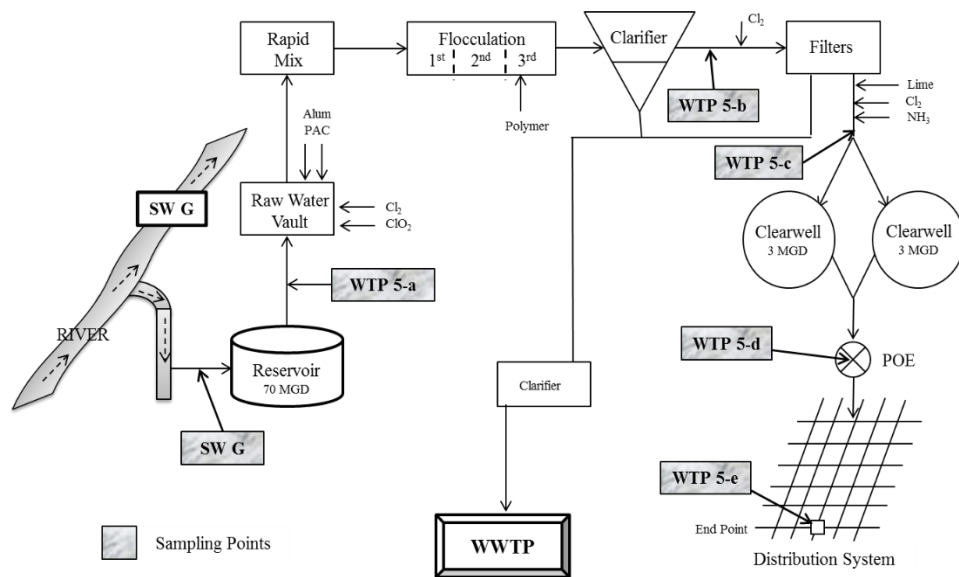 Rapid
Mix
Flocculation
1st 2nd 3rd
Clarifier
Cl₂
Filters
WTP 5-b
Polymer
Lime
Cl₂
NH₃
Alum
PAC
WTP 5-c
SW G
Raw Water
Vault
Cl₂
ClO₂
Clearwell
3 MGD
Clearwell
3 MGD
WTP 5-a
RIVER
Reservoir
70 MGD
WTP 5-d
POE
Clarifier
SW G
WTP 5-e
End Point
WWTP
Sampling Points
Distribution System